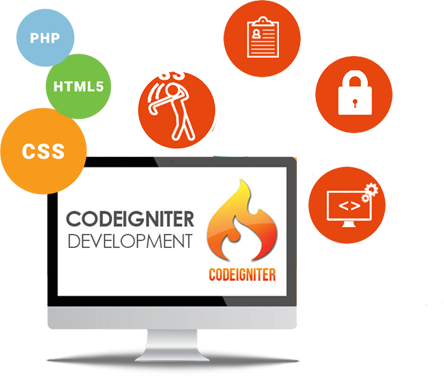 PHP
HTML5
CSS
CODEIGNITER
DEVELOPMENT
CODEIGNITER